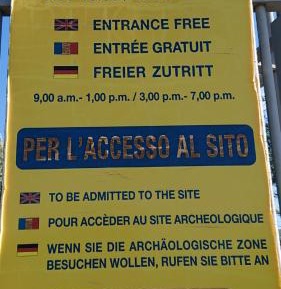 ENTRANCE FREE
ENTRÉE GRATUIT
FREIER ZUTRITT
9,00 a.m.- 1,00 p.m. / 3,00 p.m.- 7,00 p.m.
PER L'ACCESSO AL SITO
TO BE ADMITTED TO THE SITE
POUR ACCÈDER AU SITE ARCHEOLOGIQUE
WENN SIE DIE ARCHÄOLOGISCHE ZONE
BESUCHEN WOLLEN, RUFEN SIE BITTE AN